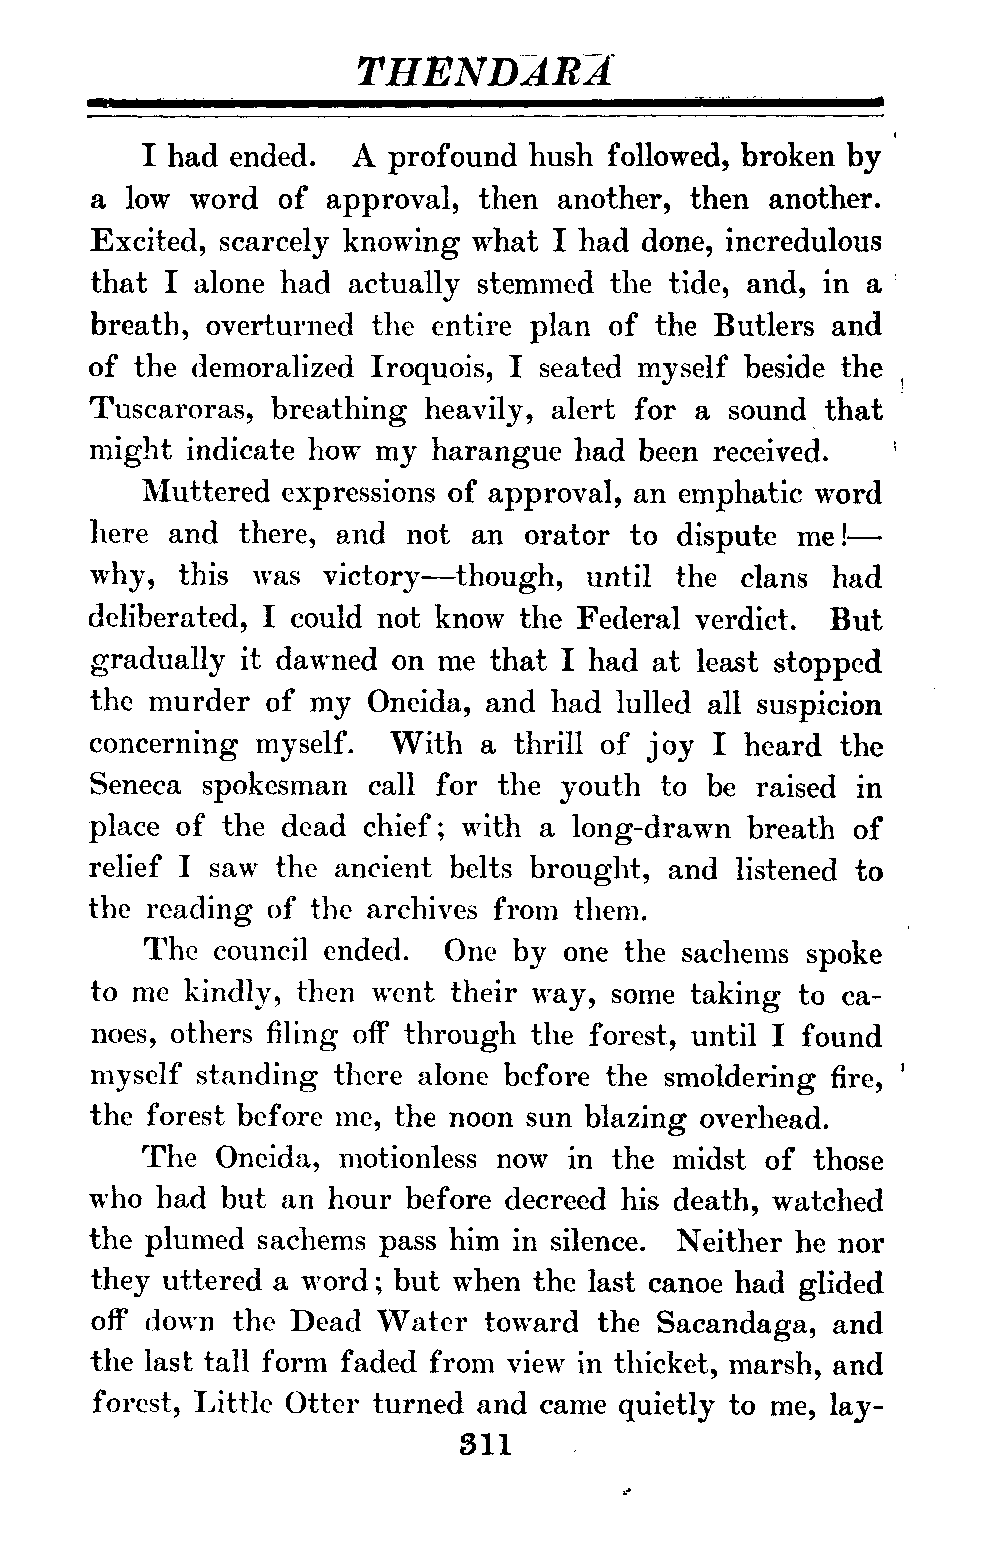 THENDARA
I had ended. A profound hush followed, broken by
a low word of approval, then another, then another.
Excited, scarcely knowing what I had done, incredulous
that I alone had actually stemmed the tide, and, in a
breath, overturned the entire plan of the Butlers and
of the demoralized Iroquois, I seated myself beside the
Tuscaroras, breathing heavily, alert for a sound that
might indicate how my harangue had been received.
Muttered expressions of approval, an emphatic word
here and there, and not an orator to dispute me!—
why, this was victory—though, until the clans had
deliberated, I could not know the Federal verdict. But
gradually it dawned on me that I had at least stopped
the murder of my Oneida, and had lulled all suspicion
concerning myself. With a thrill of joy I heard the
Seneca spokesman call for the youth to be raised in
place of the dead chief; with a long-drawn breath of
relief I saw the ancient belts brought, and listened to
the reading of the archives from them.
The council ended. One by one the sachems spoke
to me kindly, then went their way, some taking to ca-
noes, others filing off through the forest, until I found
myself standing there alone before the smoldering fire,
the forest before me, the noon sun blazing overhead.
The Oneida, motionless now in the midst of those
who had but an hour before decreed his death, watched
the plumed sachems pass him in silence. Neither he nor
they uttered a word; but when the last canoe had glided
off down the Dead Water toward the Sacandaga, and
the last tall form faded from view in thicket, marsh, and
forest, Little Otter turned and came quietly to me, lay-
311